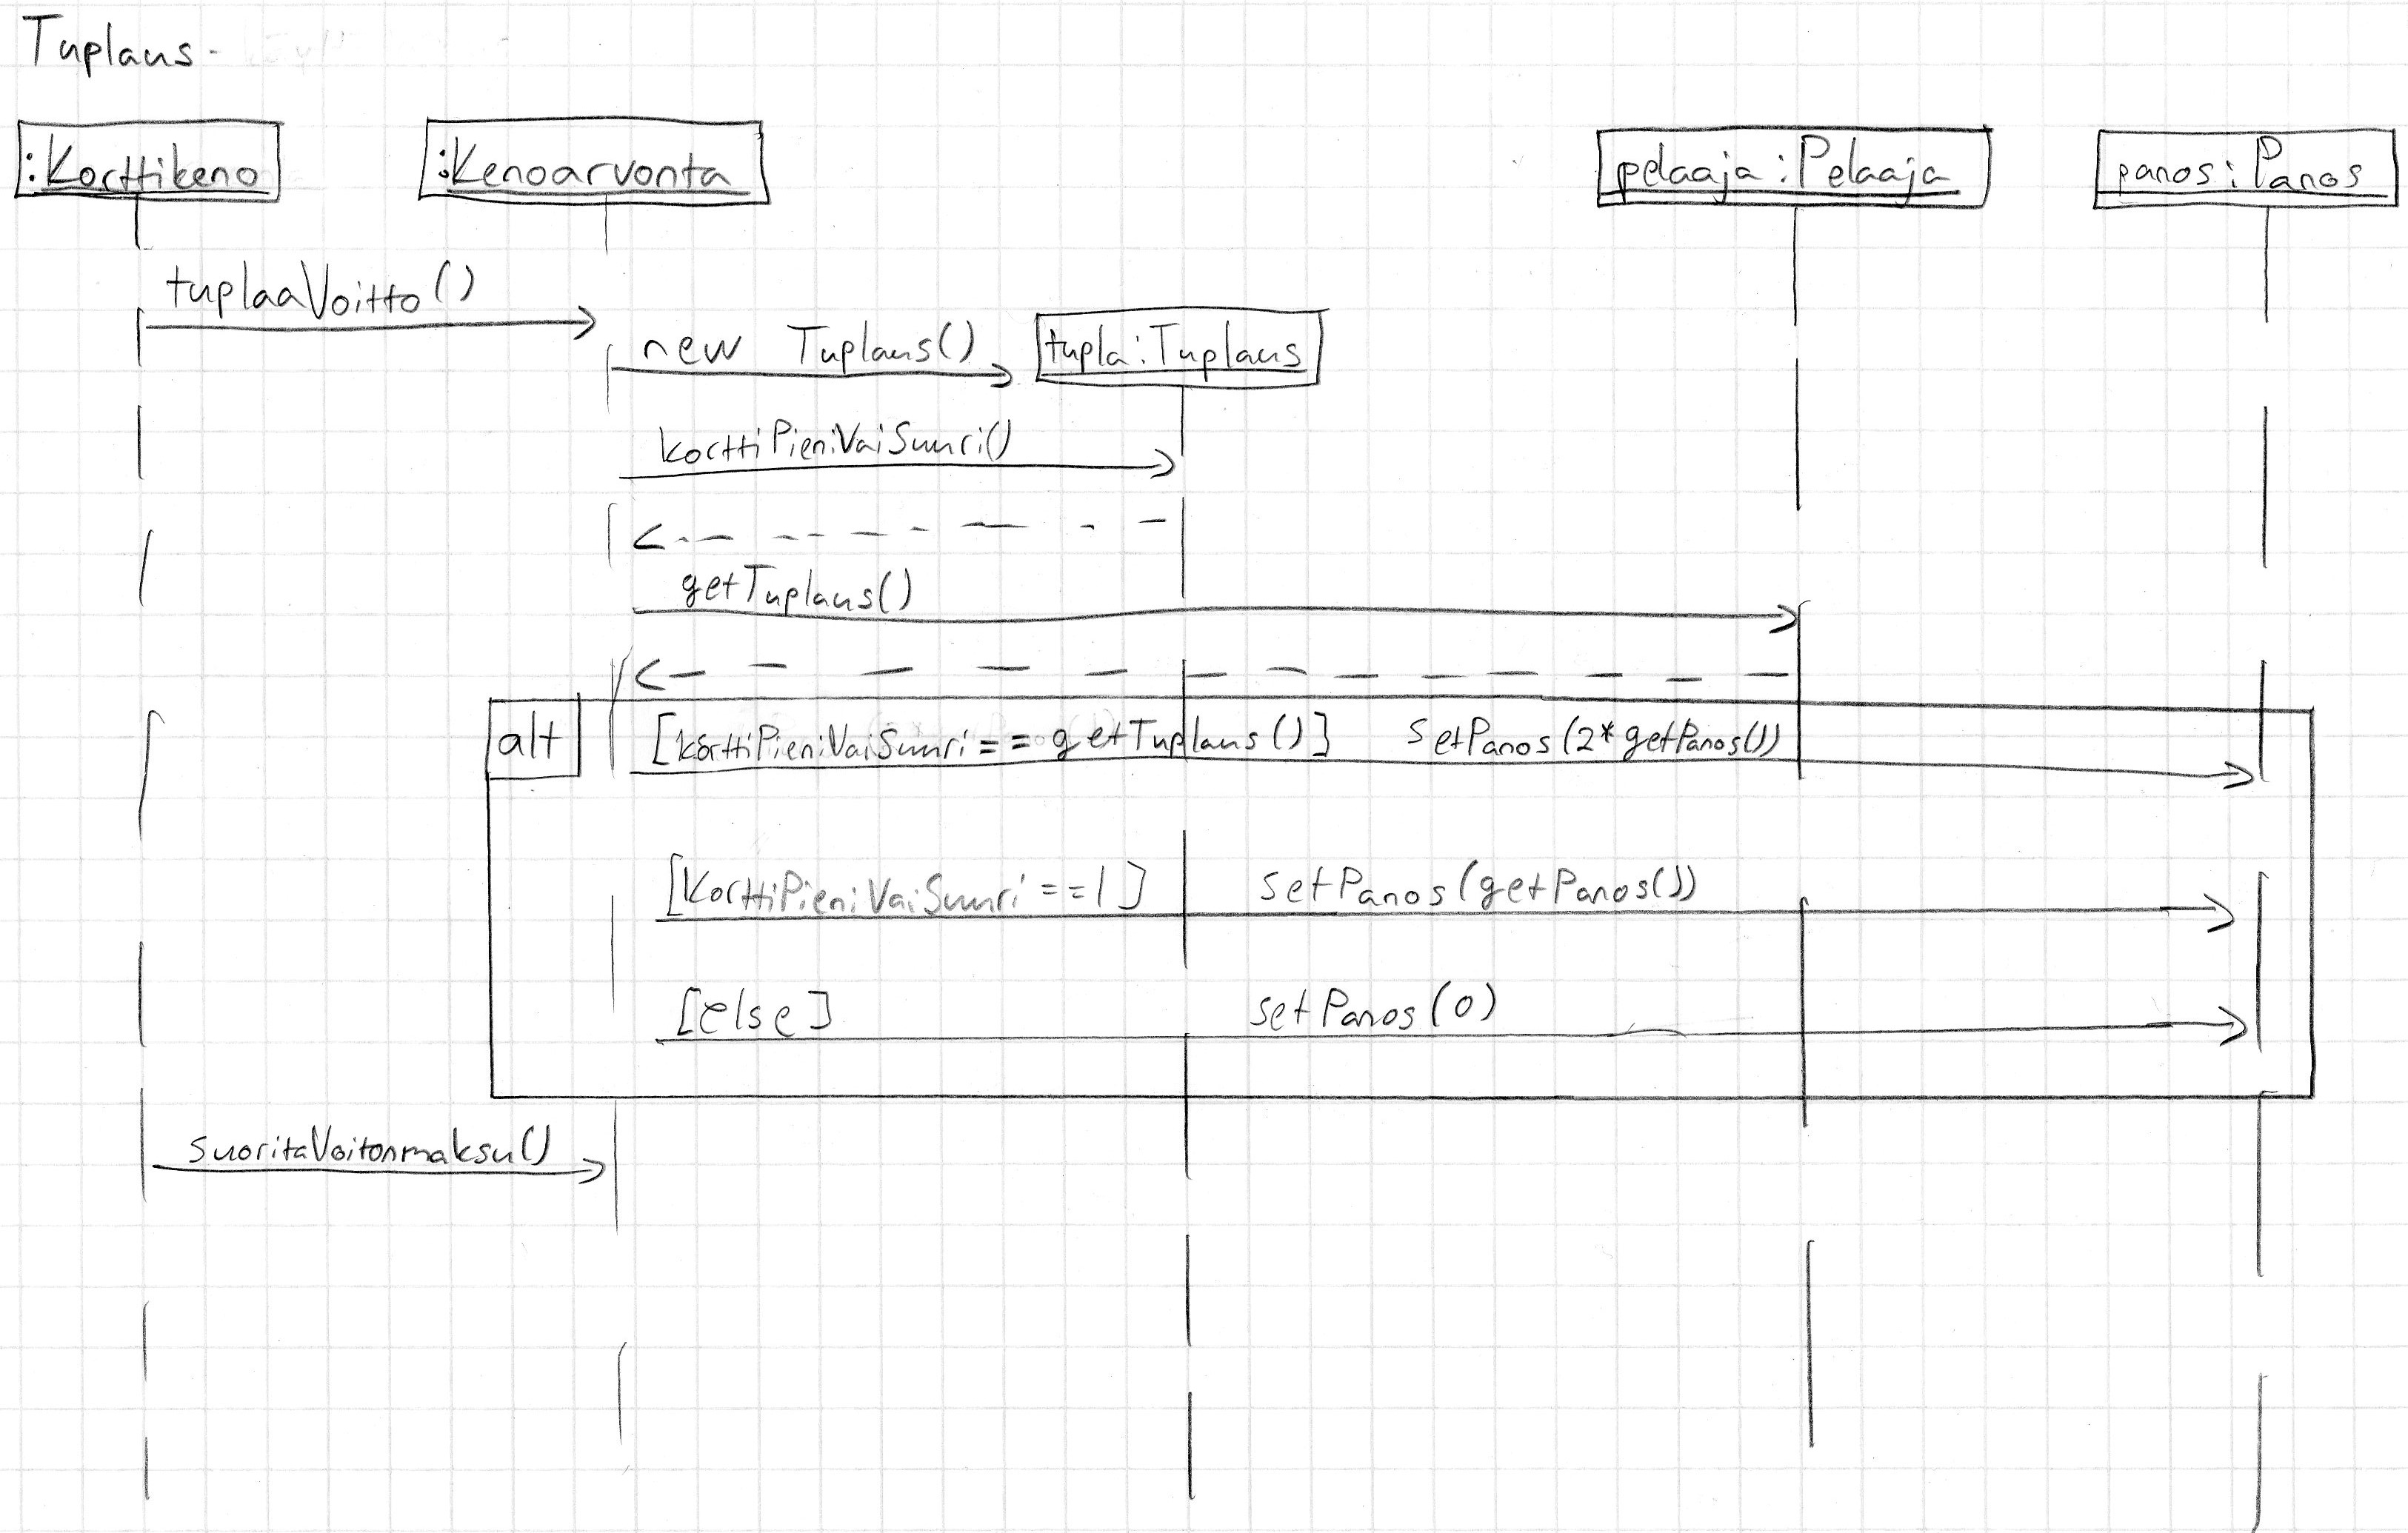 Tuplaus
:Korttikeno
:Kenoarvonta
pelaaja:Pelaaja
panos:Panos
tuplaaVoitto()
new Tuplaus()
tupla:Tuplaus
korttiPieniVaiSuuri()
getTuplaus()
alt
[korttiPieniVaiSuuri==getTuplaus()] setPanos(2*getPanos())
[KorttiPieniVaiSuuri==1] setPanos(getPanos())
[else] setPanos(0)
suoritaVoitonmaksu()